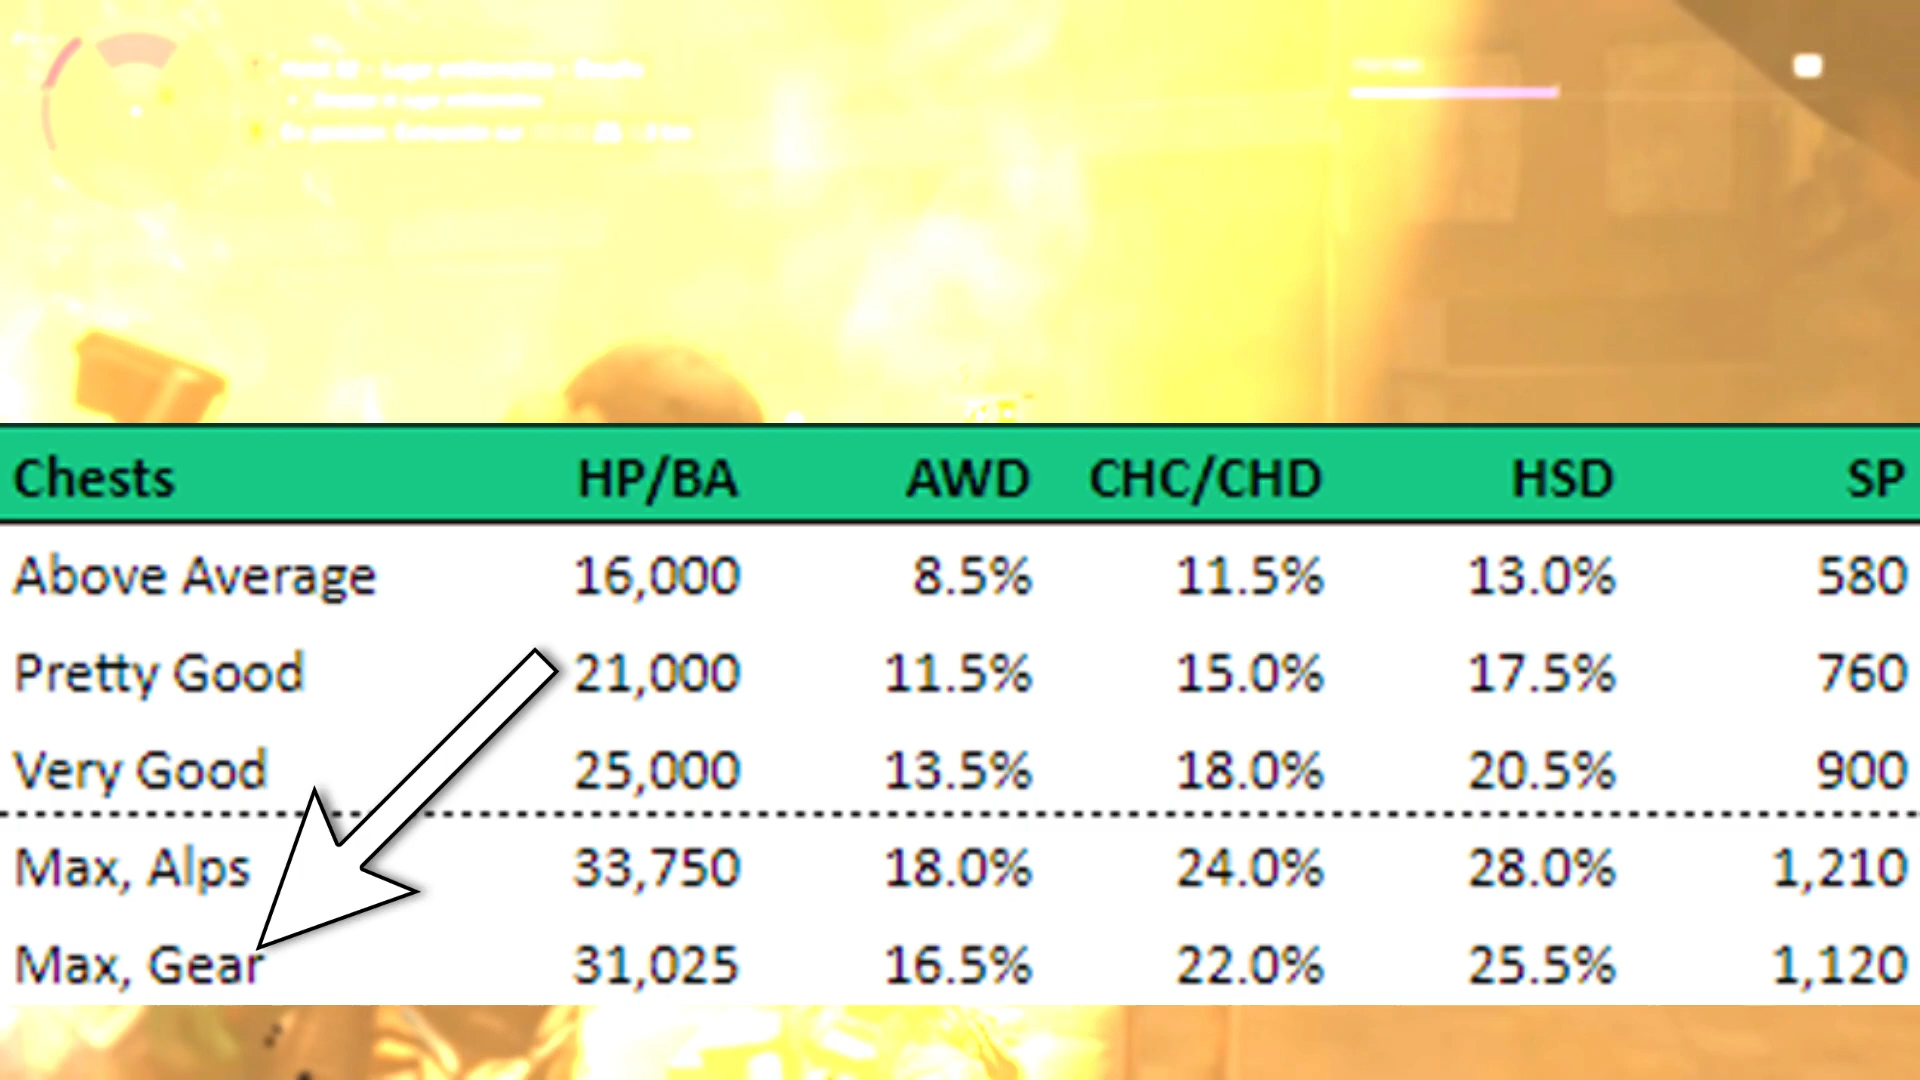 Chests HP/BA AWD CHC/CHD HSD SP
Above Average 16,000 8.5% 11.5% 13.0% 580
Pretty Good 21,000 11.5% 15.0% 17.5% 760
Very Good 25,000 13.5% 18.0% 20.5% 900
Max, Alps 33,750 18.0% 24.0% 28.0% 1,210
Max, Gear 31,025 16.5% 22.0% 25.5% 1,120